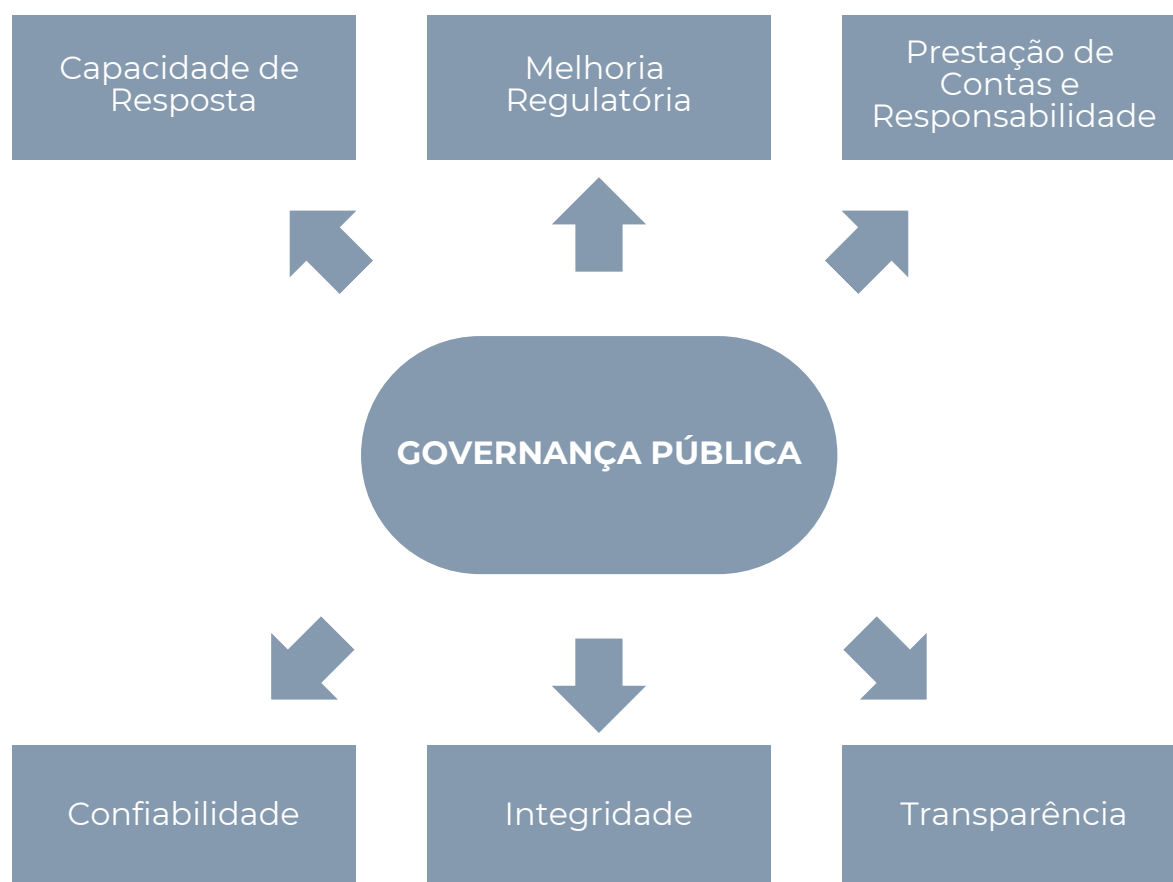 Capacidade de
Resposta
Melhoria
Regulatória
Prestação de
Contas e
Responsabilidade
GOVERNANÇA PÚBLICA
Confiabilidade
Integridade
Transparência